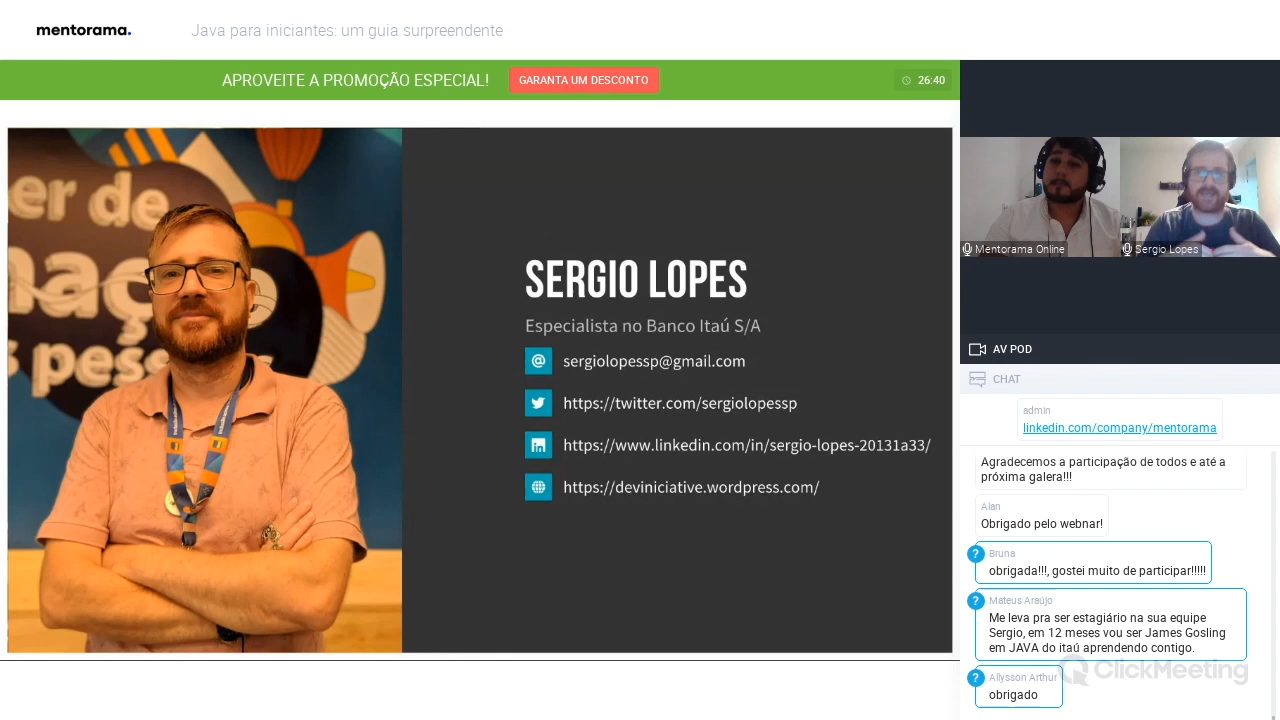 mentorama.
Java para iniciantes: um guia surpreendente
APROVEITE A PROMOÇÃO ESPECIAL!
GARANTA UM DESCONTO
26:40
er de
maç
s pess
SERGIO LOPES
Especialista no Banco Itaú S/A
sergiolopessp@gmail.com
https://twitter.com/sergiolopessp
https://www.linkedin.com/in/sergio-lopes-20131a33/
https://deviniciative.wordpress.com/
Mentorama Online
Sergio Lopes
AV POD
CHAT
admin
linkedin.com/company/mentorama
Agradecemos a participação de todos e até a
próxima galera!!!
Alan
Obrigado pelo webnar!
? Bruna
obrigada!!!, gostei muito de participar!!!!!
? Mateus Araújo
Me leva pra ser estagiário na sua equipe
Sergio, em 12 meses vou ser James Gosling
em JAVA do itaú aprendendo contigo.
ClickMeeting
? Allysson Arthur
obrigado